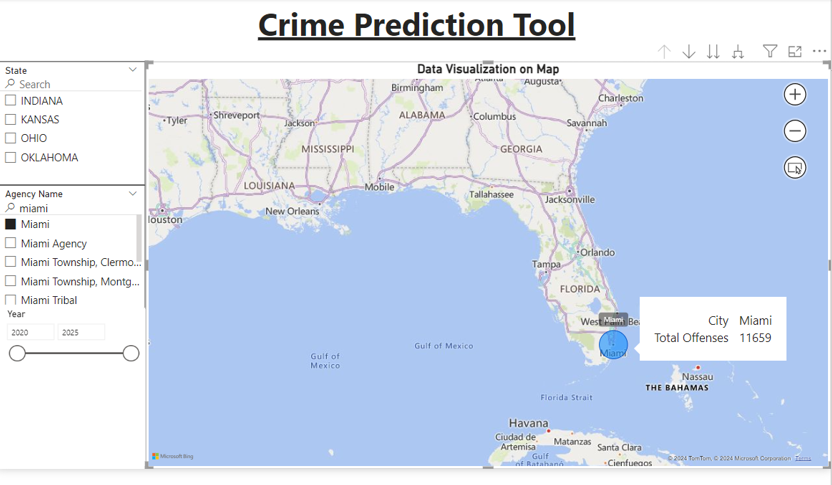 Crime Prediction Tool
State
Search
INDIANA
KANSAS
OHIO
OKLAHOMA
Agency Name
miami
Miami
Miami Agency
Miami Township, Clermo...
Miami Township, Montg...
Miami Tribal
Year
2020 2025
Data Visualization on Map
Birmingham
Augusta
Charleston
Tyler
Shreveport
Jackson
ALABAMA
Columbus
Savannah
MISSISSIPPI
GEORGIA
LOUISIANA
Mobile
Tallahassee
Jacksonville
Houston
New Orleans
Orlando
Tampa
FLORIDA
West Palm Bea
Miami
City Miami
Total Offenses 11659
Miami
Gulf of
Mexico
Gulf of Mexico
Nassau
THE BAHAMAS
Florida Strait
Havana
Ciudad de
Artemisa
Matanzas
Santa Clara
Gulf
of Batabano
Cienfuegos
Microsoft Bing
© 2024 TomTom, © 2024 Microsoft Corporation Terms